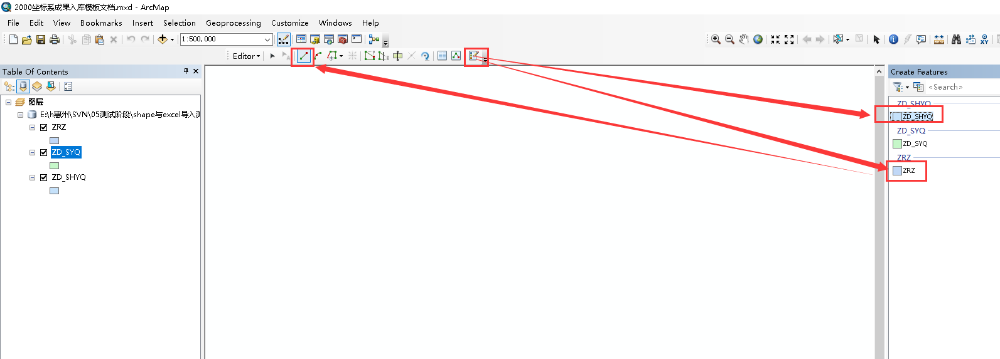 2000坐标系成果入库模板文档.mxd - ArcMap
File Edit View Bookmarks Insert Selection Geoprocessing Customize Windows Help
1:500,000
Editor
Table Of Contents
图层
E:\h惠州\SVN\05测试阶段\shape与excel导入测
ZRZ
ZD_SYQ
ZD_SHYQ
Create Features
<Search>
ZD_SHYQ
ZD_SHYQ
ZD_SYQ
ZD_SYQ
ZRZ
ZRZ